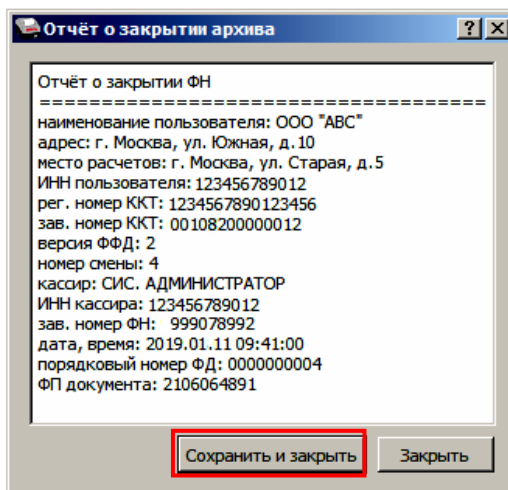 Отчёт о закрытии архива
Отчёт о закрытии ФН
=====================================
наименование пользователя: ООО "АВС"
адрес: г. Москва, ул. Южная, д.10
место расчетов: г. Москва, ул. Старая, д.5
ИНН пользователя: 123456789012
рег. номер ККТ: 1234567890123456
зав. номер ККТ: 00108200000012
версия ФФД: 2
номер смены: 4
кассир: СИС. АДМИНИСТРАТОР
ИНН кассира: 123456789012
зав. номер ФН: 999078992
дата, время: 2019.01.11 09:41:00
порядковый номер ФД: 0000000004
ФП документа: 2106064891
Сохранить и закрыть Закрыть